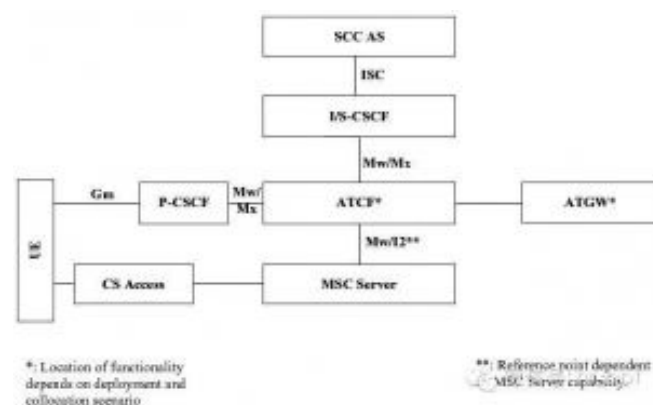 SCC AS
ISC
I/S-CSCF
Mw/Mx
Gm
P-CSCF
Mw/
Mx
ATCF*
ATGW*
UE
Mw/I2**
CS Access
MSC Server
*: Location of functionality
depends on deployment and
collocation scenario
**: Reference point dependent
MSC Server capability.